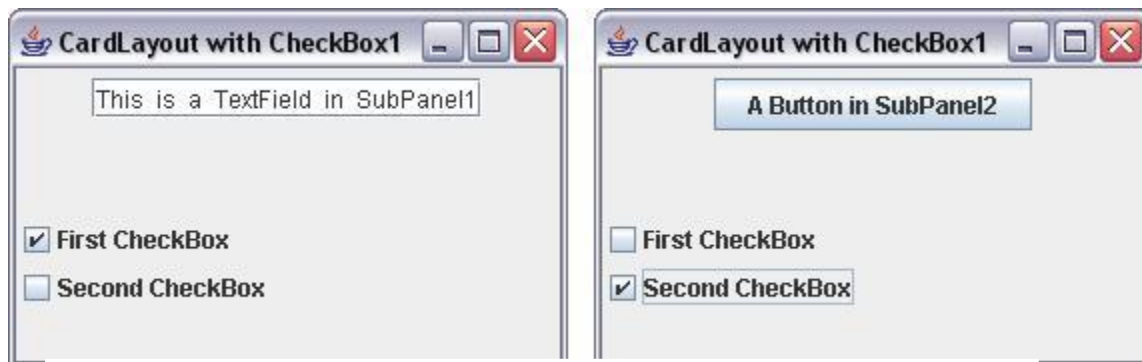 CardLayout with CheckBox1
This is a TextField in SubPanel1
First CheckBox
Second CheckBox
CardLayout with CheckBox1
A Button in SubPanel2
First CheckBox
Second CheckBox